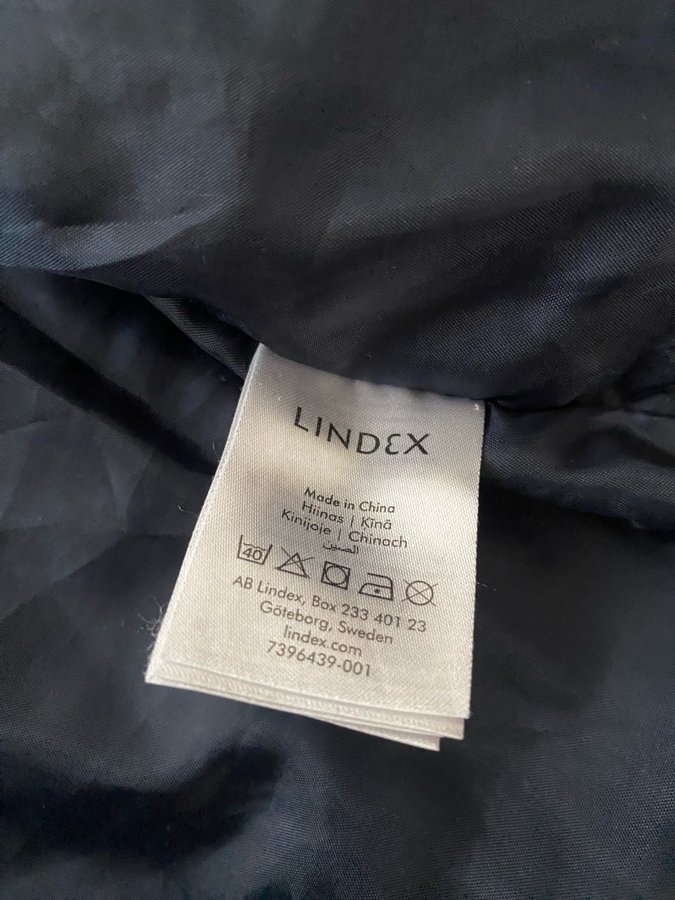 LINDEX
Made in China
Hiinas | Ķīnā
Kinijoje | Chinach
الصين
40
AB Lindex, Box 233 401 23
Göteborg, Sweden
lindex.com
7396439-001